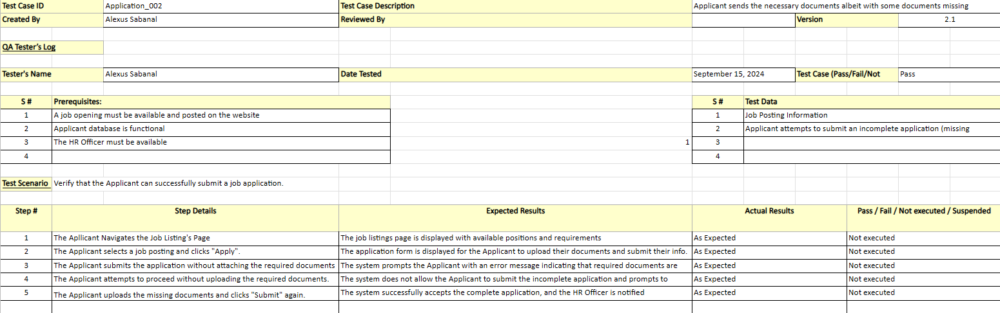 Test Case ID Application_002 Test Case Description Applicant sends the necessary documents albeit with some documents missing
Created By Alexus Sabanal Reviewed By Version 2.1
QA Tester's Log
Tester's Name Alexus Sabanal Date Tested September 15, 2024 Test Case (Pass/Fail/Not Pass
S # Prerequisites: S # Test Data
1 A job opening must be available and posted on the website 1 Job Posting Information
2 Applicant database is functional 2 Applicant attempts to submit an incomplete application (missing
3 The HR Officer must be available 1 3
4 4
Test Scenario Verify that the Applicant can successfully submit a job application.
Step # Step Details Expected Results Actual Results Pass / Fail / Not executed / Suspended
1 The Apllicant Navigates the Job Listing's Page The job listings page is displayed with available positions and requirements As Expected Not executed
2 The Applicant selects a job posting and clicks "Apply". The application form is displayed for the Applicant to upload their documents and submit their info. As Expected Not executed
3 The Applicant submits the application without attaching the required documents The system prompts the Applicant with an error message indicating that required documents are As Expected Not executed
4 The Applicant attempts to proceed without uploading the required documents. The system does not allow the Applicant to submit the incomplete application and prompts to As Expected Not executed
5 The Applicant uploads the missing documents and clicks "Submit" again. The system successfully accepts the complete application, and the HR Officer is notified As Expected Not executed